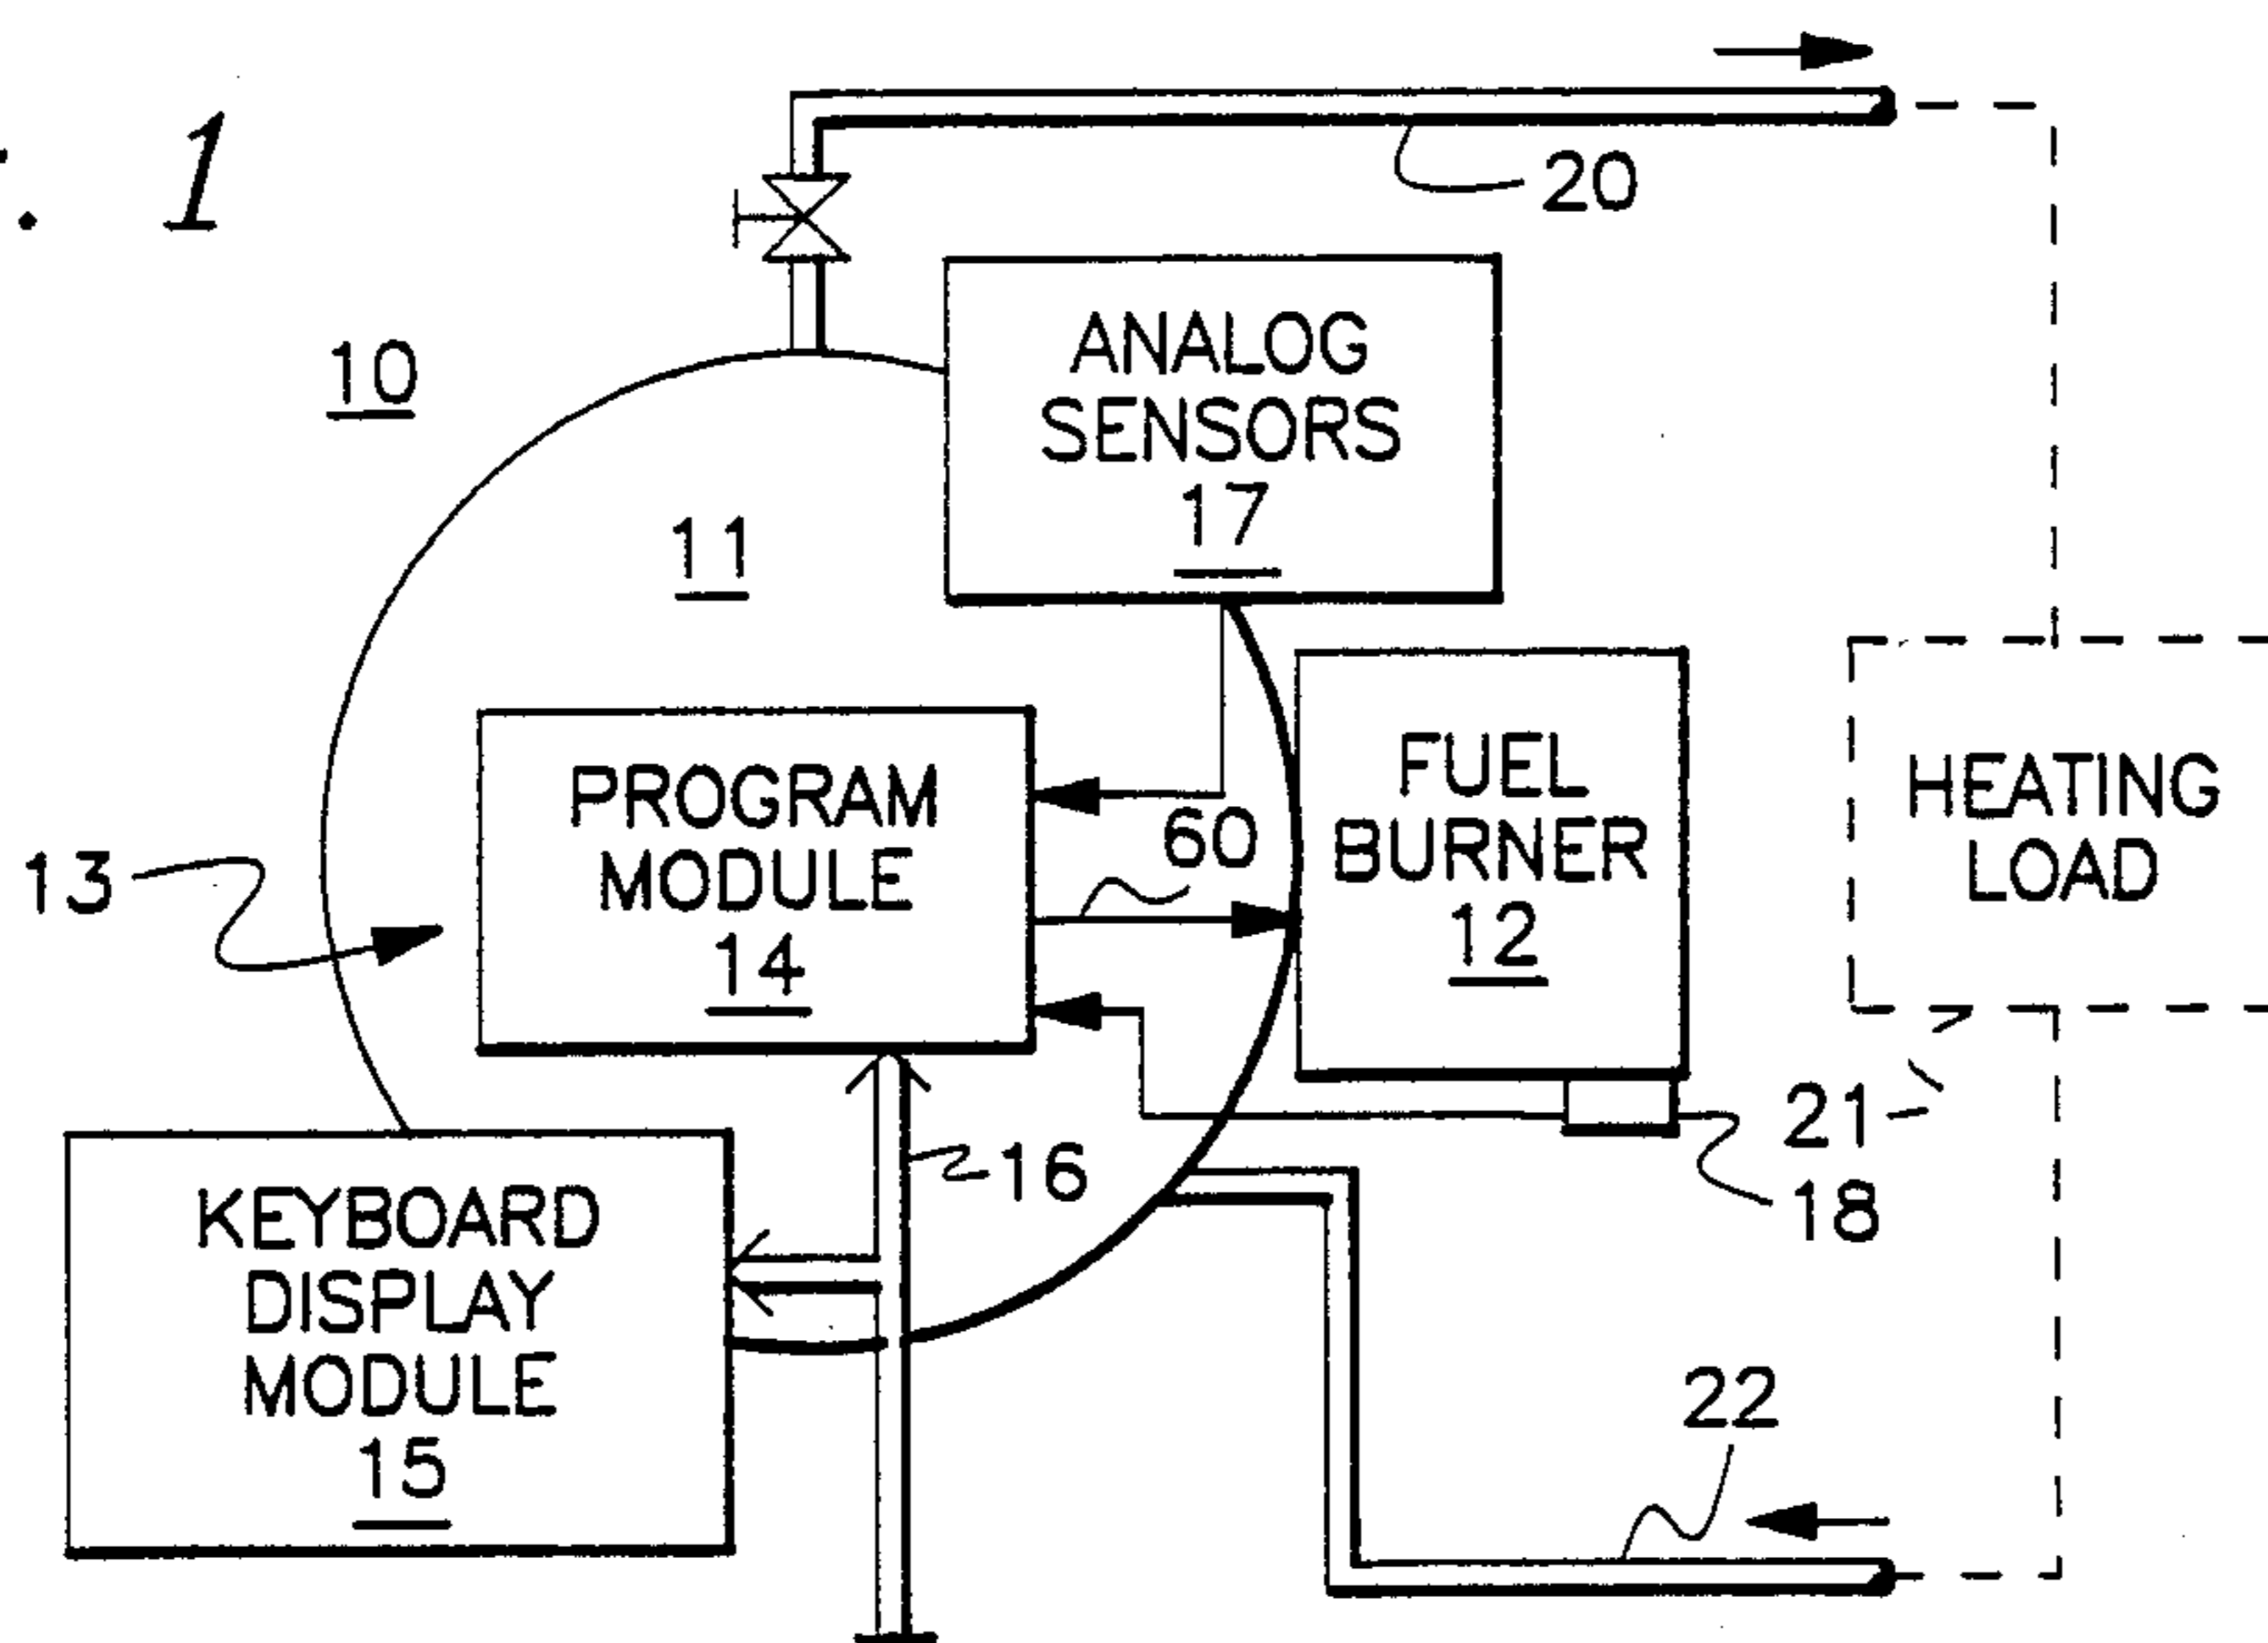 . 1
20
10
ANALOG
SENSORS
17
11
PROGRAM
MODULE
14
60
FUEL
BURNER
12
HEATING
LOAD
13
21
18
16
KEYBOARD
DISPLAY
MODULE
15
22